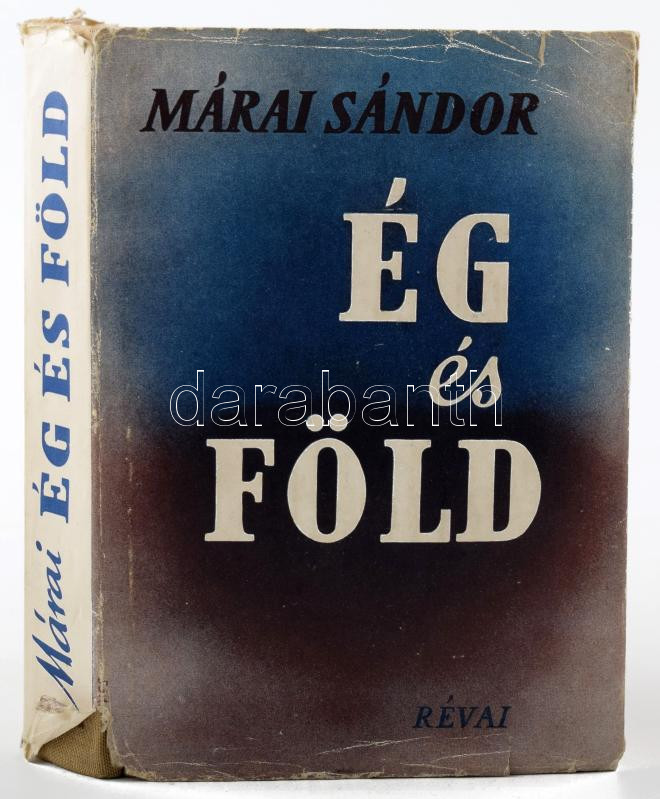 MÁRAI SÁNDOR
ÉG
és
FÖLD
RÉVAI
Márai ÉG ÉS FÖLD
darabanth